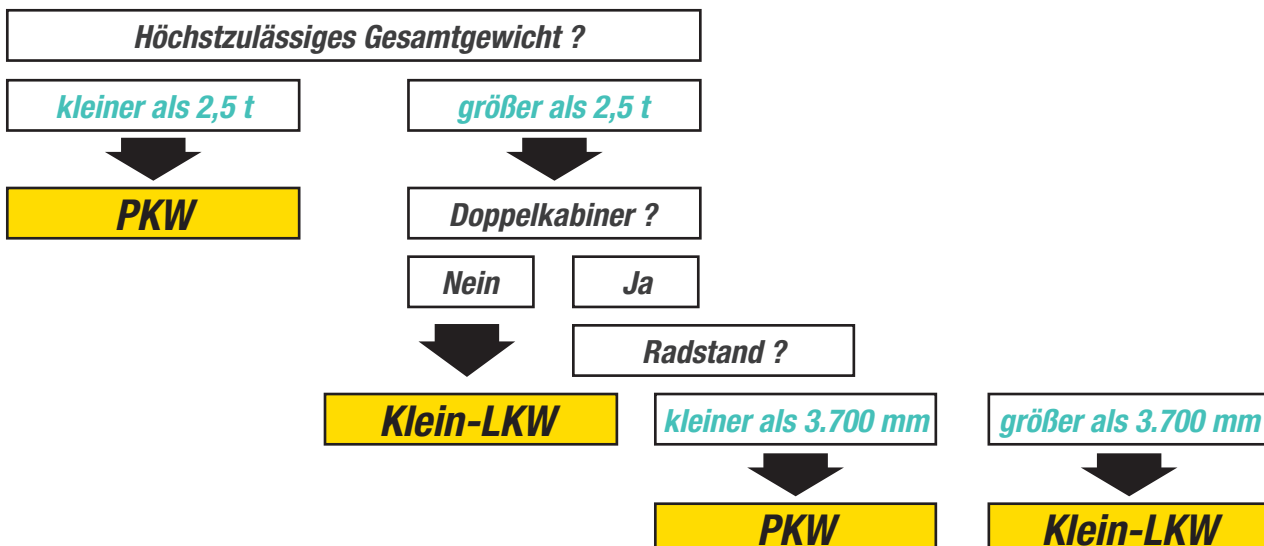 Höchstzulässiges Gesamtgewicht ?
kleiner als 2,5 t
größer als 2,5 t
PKW
Doppelkabiner ?
Nein
Ja
Radstand ?
Klein-LKW
kleiner als 3.700 mm
größer als 3.700 mm
PKW
Klein-LKW